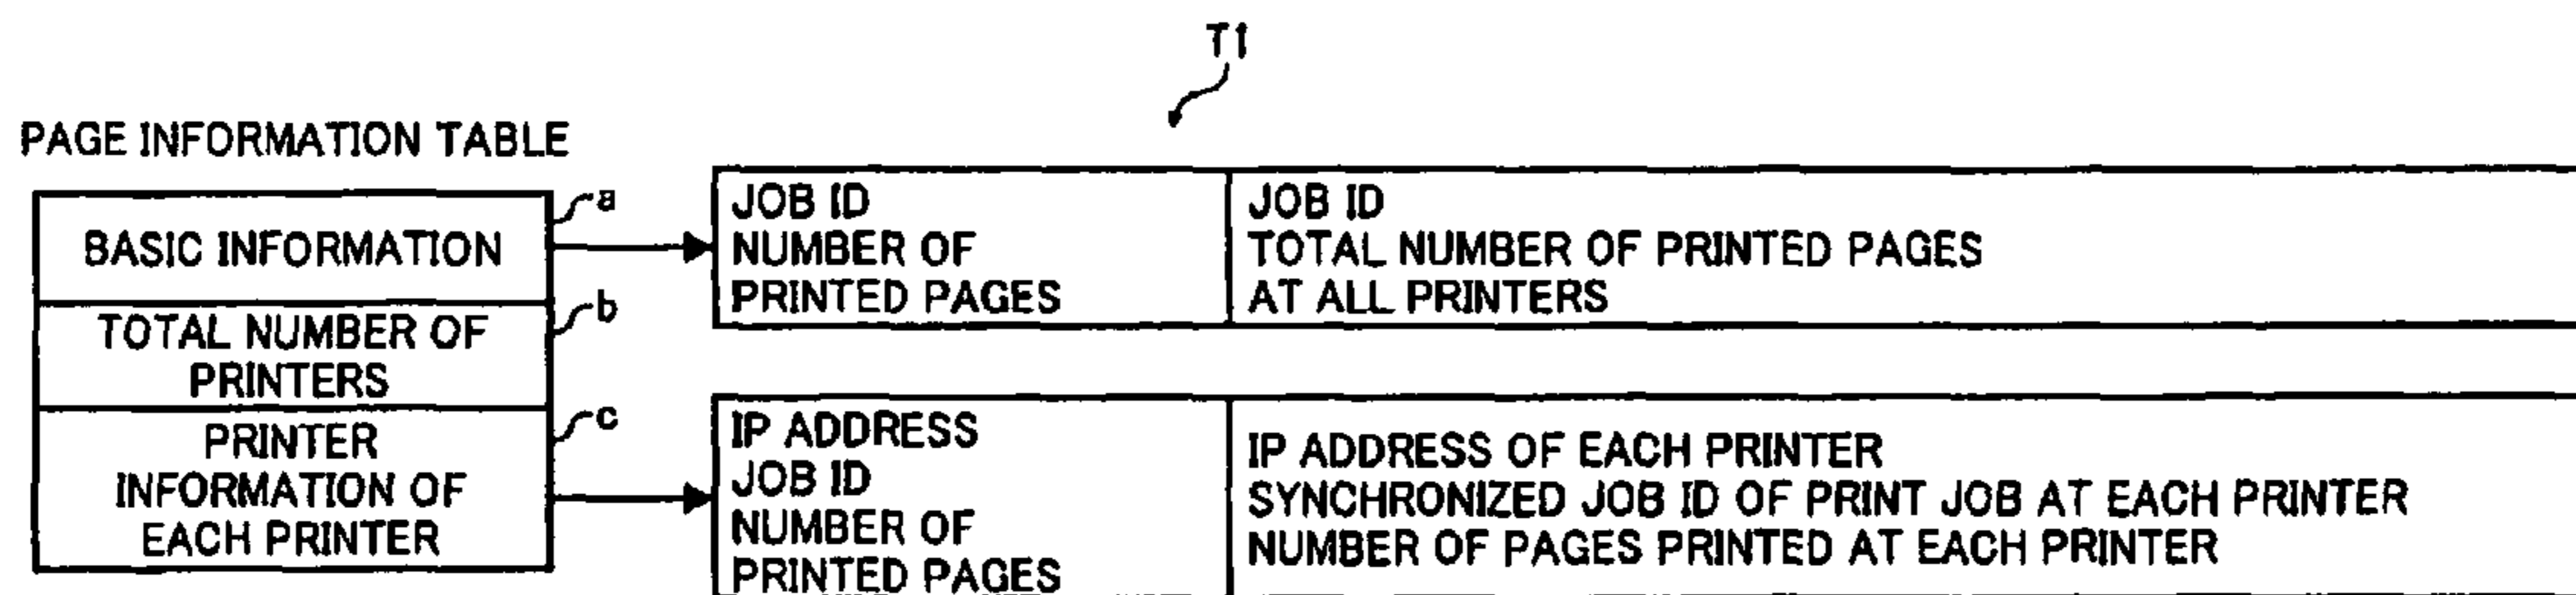 T1
PAGE INFORMATION TABLE
a
BASIC INFORMATION
b
TOTAL NUMBER OF
PRINTERS
c
PRINTER
INFORMATION OF
EACH PRINTER
JOB ID
NUMBER OF
PRINTED PAGES
JOB ID
TOTAL NUMBER OF PRINTED PAGES
AT ALL PRINTERS
IP ADDRESS
JOB ID
NUMBER OF
PRINTED PAGES
IP ADDRESS OF EACH PRINTER
SYNCHRONIZED JOB ID OF PRINT JOB AT EACH PRINTER
NUMBER OF PAGES PRINTED AT EACH PRINTER